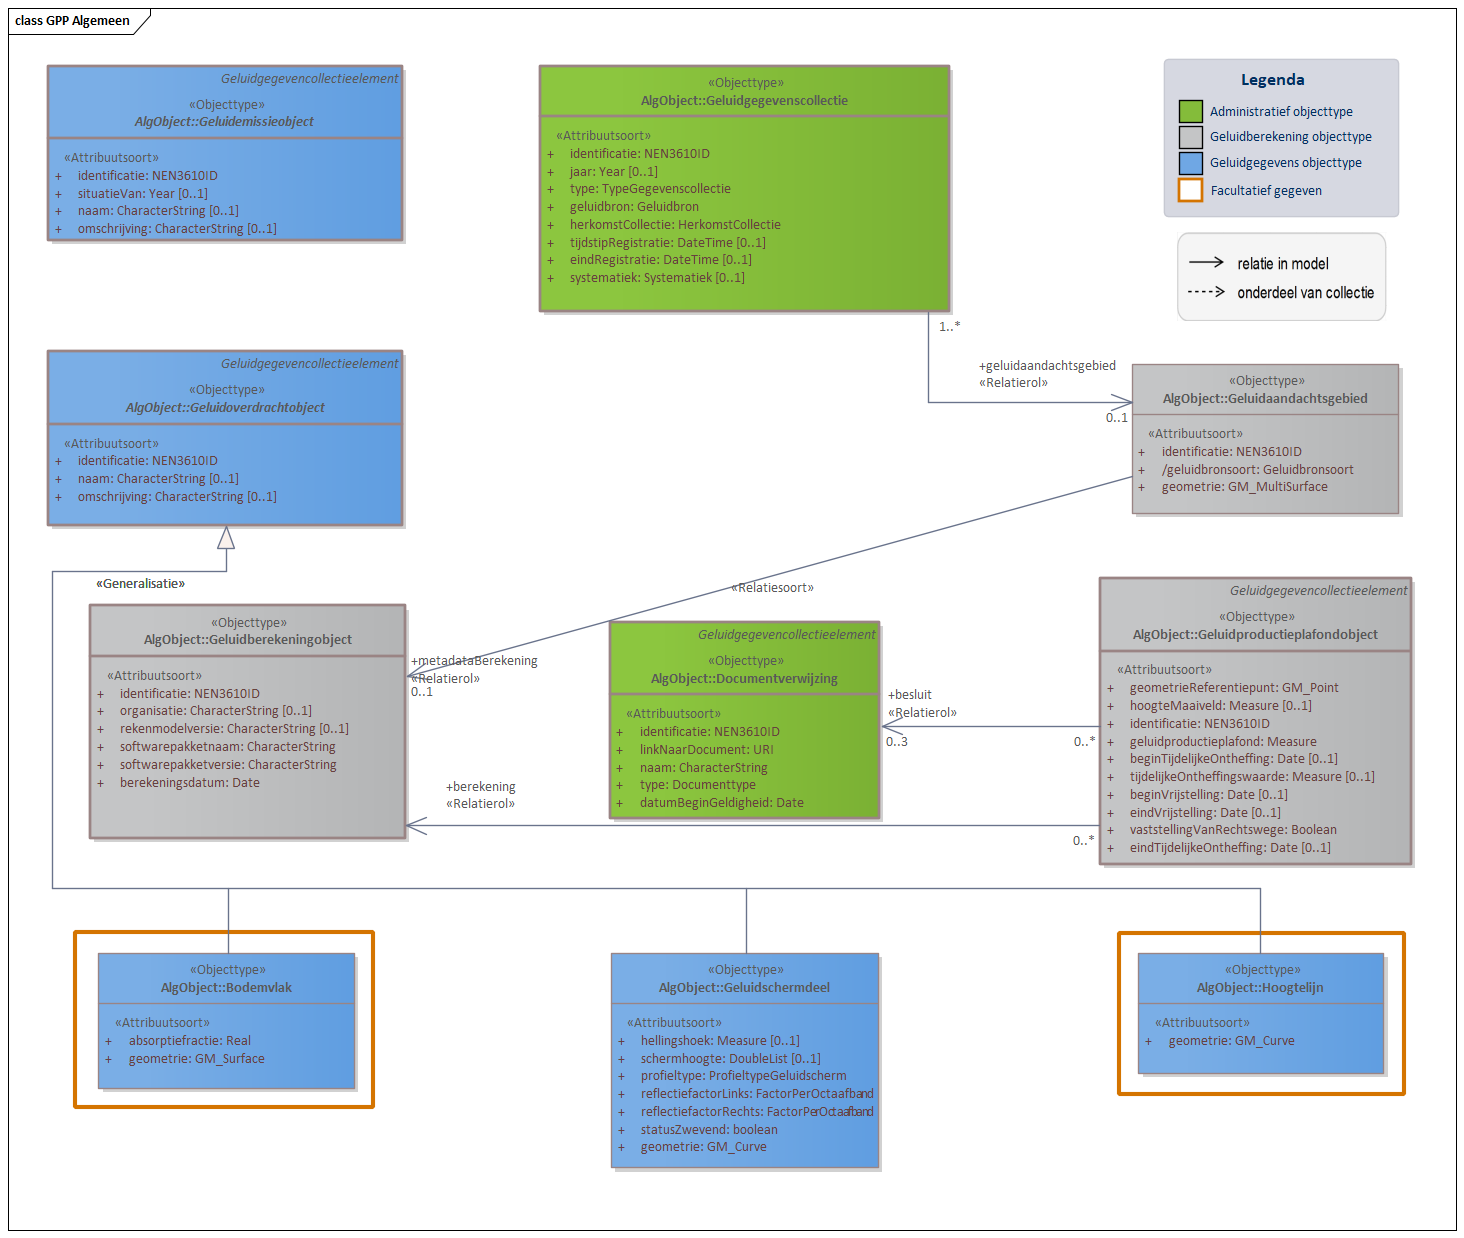 class GPP Algemeen
Geluidgegevencollectieelement
«Objecttype»
AlgObject::Geluidemissieobject
«Attribuutsoort»
+ identificatie: NEN3610ID
+ situatieVan: Year [0..1]
+ naam: CharacterString [0..1]
+ omschrijving: CharacterString [0..1]
«Objecttype»
AlgObject::Geluidgegevenscollectie
«Attribuutsoort»
+ identificatie: NEN3610ID
+ jaar: Year [0..1]
+ type: TypeGegevenscollectie
+ geluidbron: Geluidbron
+ herkomstCollectie: HerkomstCollectie
+ tijdstipRegistratie: DateTime [0..1]
+ eindRegistratie: DateTime [0..1]
+ systematiek: Systematiek [0..1]
Legenda
Administratief objecttype
Geluidberekening objecttype
Geluidgegevens objecttype
Facultatief gegeven
relatie in model
onderdeel van collectie
1..*
+geluidaandachtsgebied
«Relatierol»
0..1
Geluidgegevencollectieelement
«Objecttype»
AlgObject::Geluidoverdrachtobject
«Attribuutsoort»
+ identificatie: NEN3610ID
+ naam: CharacterString [0..1]
+ omschrijving: CharacterString [0..1]
«Objecttype»
AlgObject::Geluidaandachtsgebied
«Attribuutsoort»
+ identificatie: NEN3610ID
+ /geluidbronsoort: Geluidbronsoort
+ geometrie: GM_MultiSurface
«Generalisatie»
«Relatiesoort»
«Objecttype»
AlgObject::Geluidberekeningobject
«Attribuutsoort»
+ identificatie: NEN3610ID
+ organisatie: CharacterString [0..1]
+ rekenmodelversie: CharacterString [0..1]
+ softwarepakketnaam: CharacterString
+ softwarepakketversie: CharacterString
+ berekeningsdatum: Date
+metadataBerekening
«Relatierol»
0..1
Geluidgegevencollectieelement
«Objecttype»
AlgObject::Documentverwijzing
«Attribuutsoort»
+ identificatie: NEN3610ID
+ linkNaarDocument: URI
+ naam: CharacterString
+ type: Documenttype
+ datumBeginGeldigheid: Date
+besluit
«Relatierol»
0..3
0..*
+berekening
«Relatierol»
0..*
Geluidgegevencollectieelement
«Objecttype»
AlgObject::Geluidproductieplafondobject
«Attribuutsoort»
+ geometrieReferentiepunt: GM_Point
+ hoogteMaaiveld: Measure [0..1]
+ identificatie: NEN3610ID
+ geluidproductieplafond: Measure
+ beginTijdelijkeOntheffing: Date [0..1]
+ tijdelijkeOntheffingswaarde: Measure [0..1]
+ beginVrijstelling: Date [0..1]
+ eindVrijstelling: Date [0..1]
+ vaststellingVanRechtswege: Boolean
+ eindTijdelijkeOntheffing: Date [0..1]
«Objecttype»
AlgObject::Bodemvlak
«Attribuutsoort»
+ absorptiefractie: Real
+ geometrie: GM_Surface
«Objecttype»
AlgObject::Geluidschermdeel
«Attribuutsoort»
+ hellingshoek: Measure [0..1]
+ schermhoogte: DoubleList [0..1]
+ profieltype: ProfieltypeGeluidscherm
+ reflectiefactorLinks: FactorPerOctaafband
+ reflectiefactorRechts: FactorPerOctaafband
+ statusZwevend: boolean
+ geometrie: GM_Curve
«Objecttype»
AlgObject::Hoogtelijn
«Attribuutsoort»
+ geometrie: GM_Curve